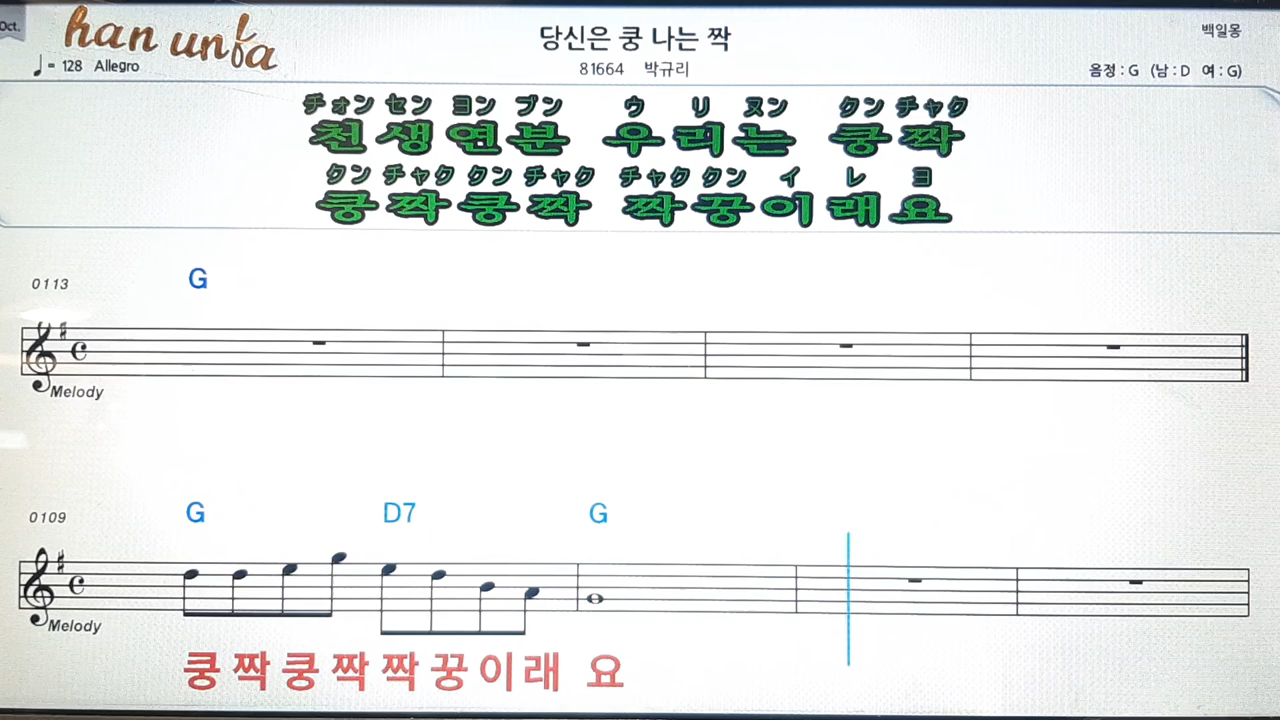 Oct.
han unfa
당신은 쿵 나는 짝
백일몽
♩= 128 Allegro
81664 박규리
음정 : G (남 : D 여 : G)
チョン セン ヨン ブン ウ リ ヌン クン チャク
천생연분 우리는 쿵짝
クン チャク クン チャク チャク クン イ レ ヨ
쿵짝쿵짝 짝꿍이래요
0113
G
Melody
0109
G D7 G
Melody
쿵 짝 쿵 짝 짝 꿍 이 래 요